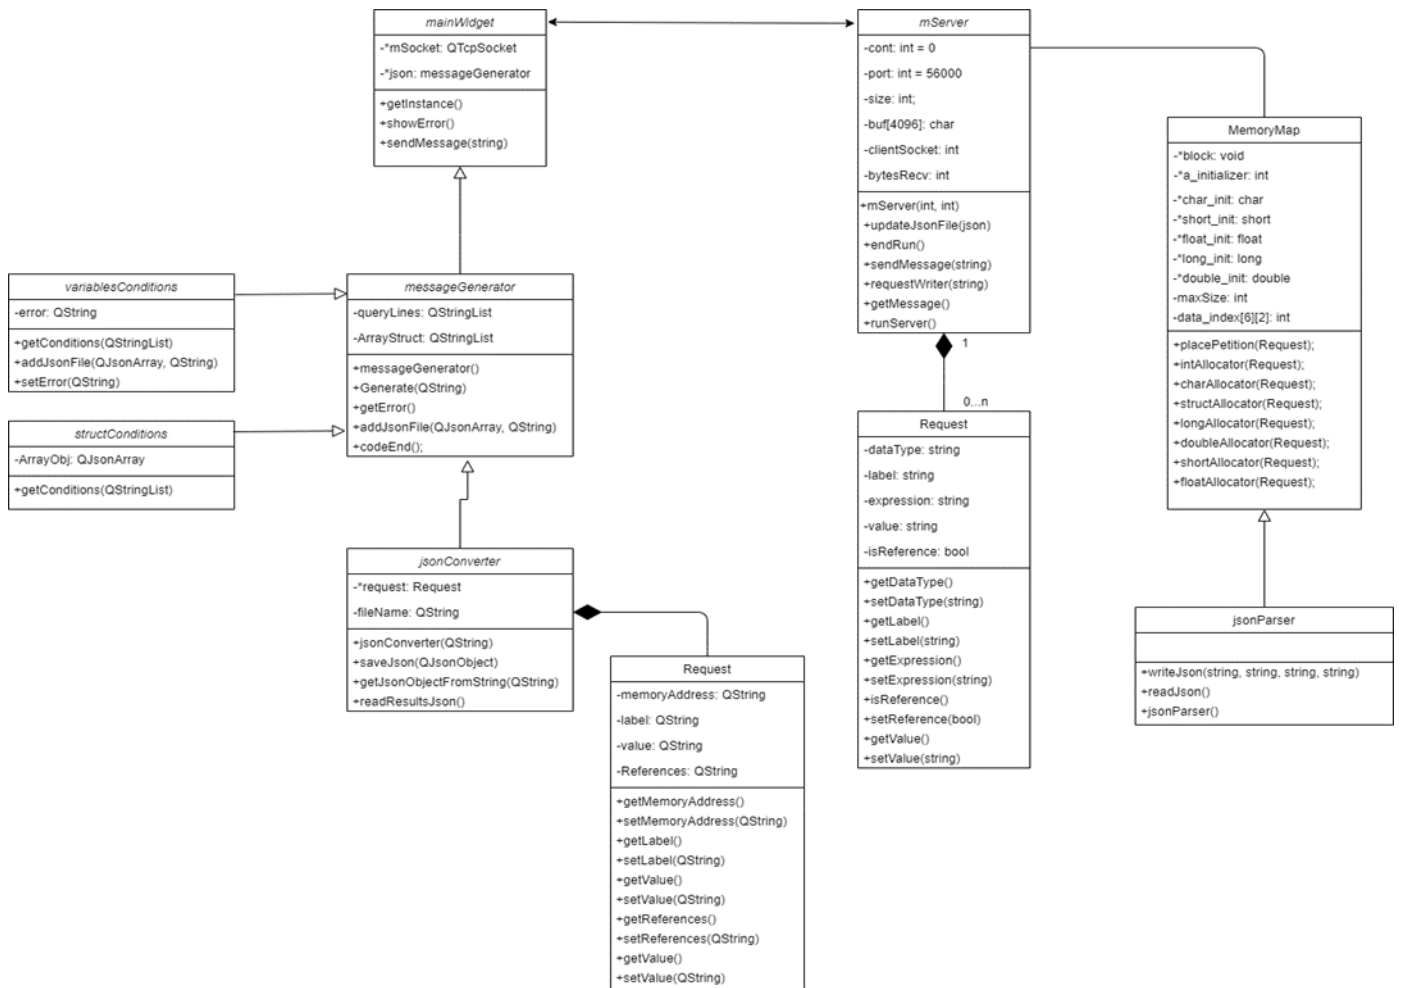 mainWidget
-*mSocket: QTcpSocket
-*json: messageGenerator
+getInstance()
+showError()
+sendMessage(string)
mServer
-cont: int = 0
-port: int = 56000
-size: int;
-buf[4096]: char
-clientSocket: int
-bytesRecv: int
+mServer(int, int)
+updateJsonFile(json)
+endRun()
+sendMessage(string)
+requestWriter(string)
+getMessage()
+runServer()
1
0...n
MemoryMap
-*block: void
-*a_initializer: int
-*char_init: char
-*short_init: short
-*float_init: float
-*long_init: long
-*double_init: double
-maxSize: int
-data_index[6][2]: int
+placePetition(Request);
+intAllocator(Request);
+charAllocator(Request);
+structAllocator(Request);
+longAllocator(Request);
+doubleAllocator(Request);
+shortAllocator(Request);
+floatAllocator(Request);
variablesConditions
-error: QString
+getConditions(QStringList)
+addJsonFile(QJsonArray, QString)
+setError(QString)
messageGenerator
-queryLines: QStringList
-ArrayStruct: QStringList
+messageGenerator()
+Generate(QString)
+getError()
+addJsonFile(QJsonArray, QString)
+codeEnd();
structConditions
-ArrayObj: QJsonArray
+getConditions(QStringList)
Request
-dataType: string
-label: string
-expression: string
-value: string
-isReference: bool
+getDataType()
+setDataType(string)
+getLabel()
+setLabel(string)
+getExpression()
+setExpression(string)
+isReference()
+setReference(bool)
+getValue()
+setValue(string)
jsonConverter
-*request: Request
-fileName: QString
+jsonConverter(QString)
+saveJson(QJsonObject)
+getJsonObjectFromString(QString)
+readResultsJson()
jsonParser
+writeJson(string, string, string, string)
+readJson()
+jsonParser()
Request
-memoryAddress: QString
-label: QString
-value: QString
-References: QString
+getMemoryAddress()
+setMemoryAddress(QString)
+getLabel()
+setLabel(QString)
+getValue()
+setValue(QString)
+getReferences()
+setReferences(QString)
+getValue()
+setValue(QString)